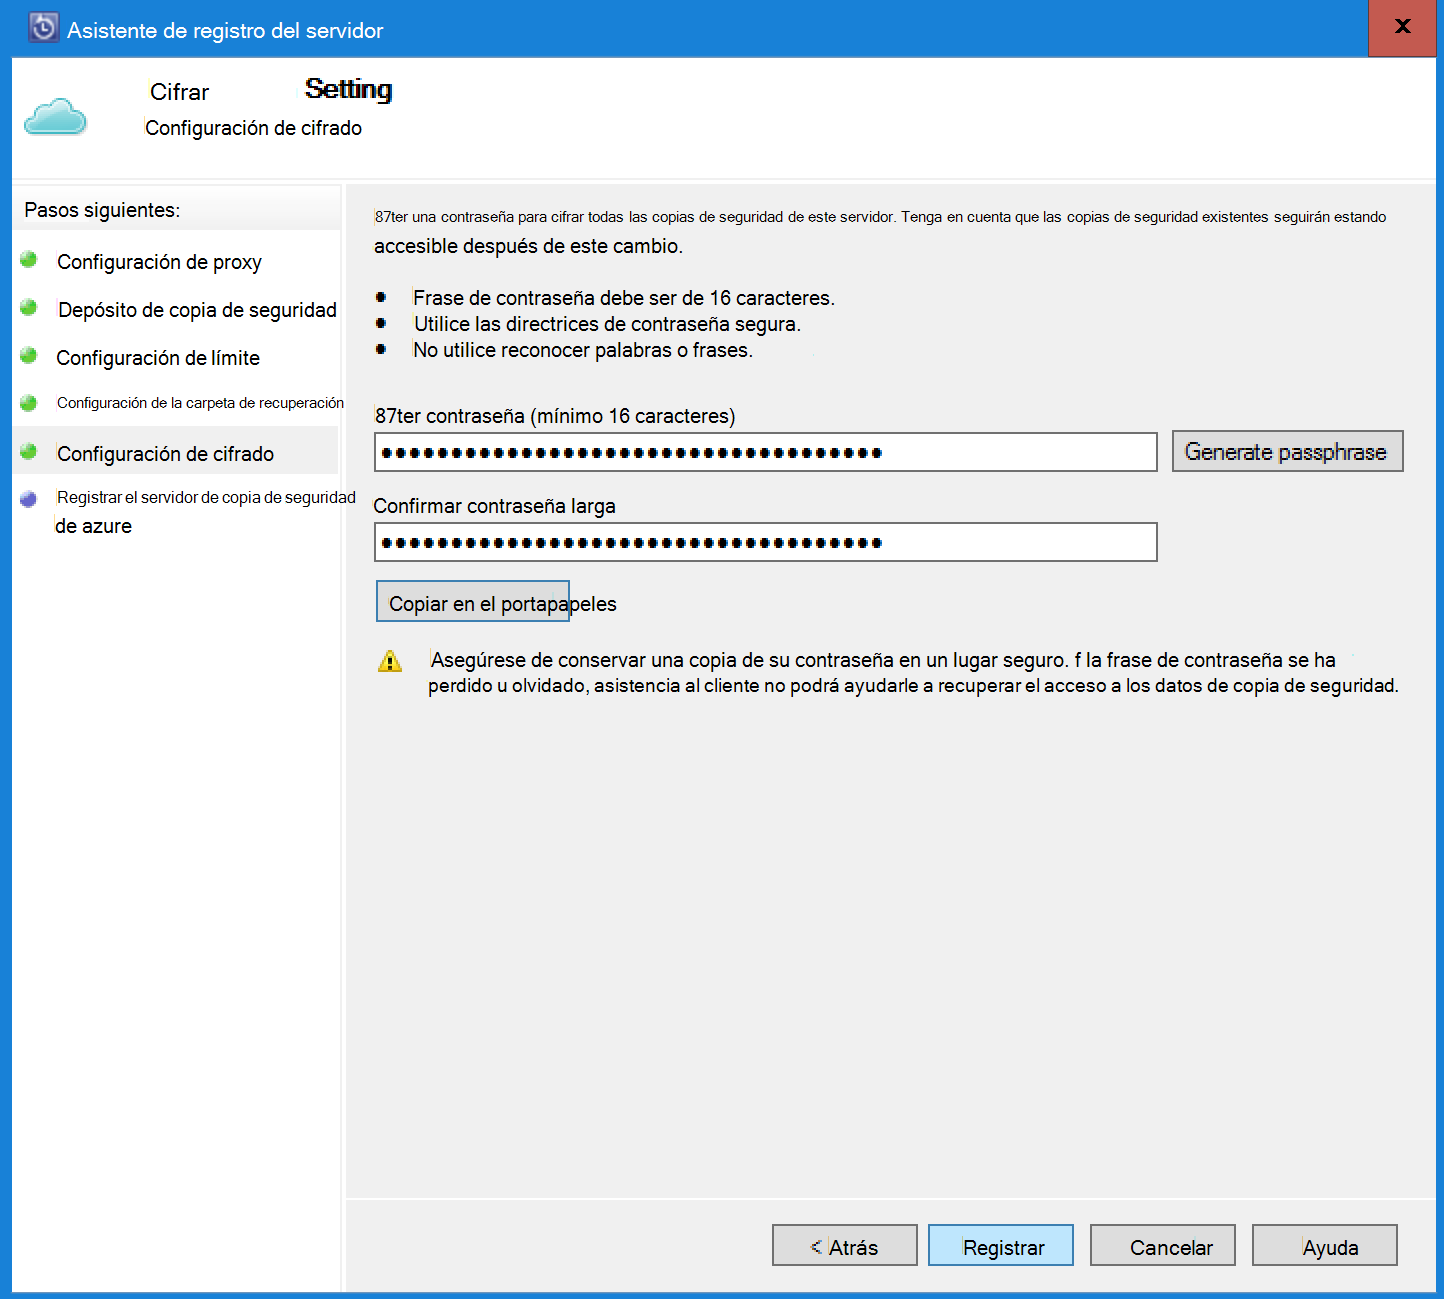 Asistente de registro del servidor
x
Cifrar Setting
Configuración de cifrado
Pasos siguientes:
Configuración de proxy
Depósito de copia de seguridad
Configuración de límite
Configuración de la carpeta de recuperación
Configuración de cifrado
Registrar el servidor de copia de seguridad
de azure
87ter una contraseña para cifrar todas las copias de seguridad de este servidor. Tenga en cuenta que las copias de seguridad existentes seguirán estando
accesible después de este cambio.
Frase de contraseña debe ser de 16 caracteres.
Utilice las directrices de contraseña segura.
No utilice reconocer palabras o frases.
87ter contraseña (mínimo 16 caracteres)
Generate passphrase
Confirmar contraseña larga
Copiar en el portapapeles
Asegúrese de conservar una copia de su contraseña en un lugar seguro. f la frase de contraseña se ha
perdido u olvidado, asistencia al cliente no podrá ayudarle a recuperar el acceso a los datos de copia de seguridad.
< Atrás
Registrar
Cancelar
Ayuda